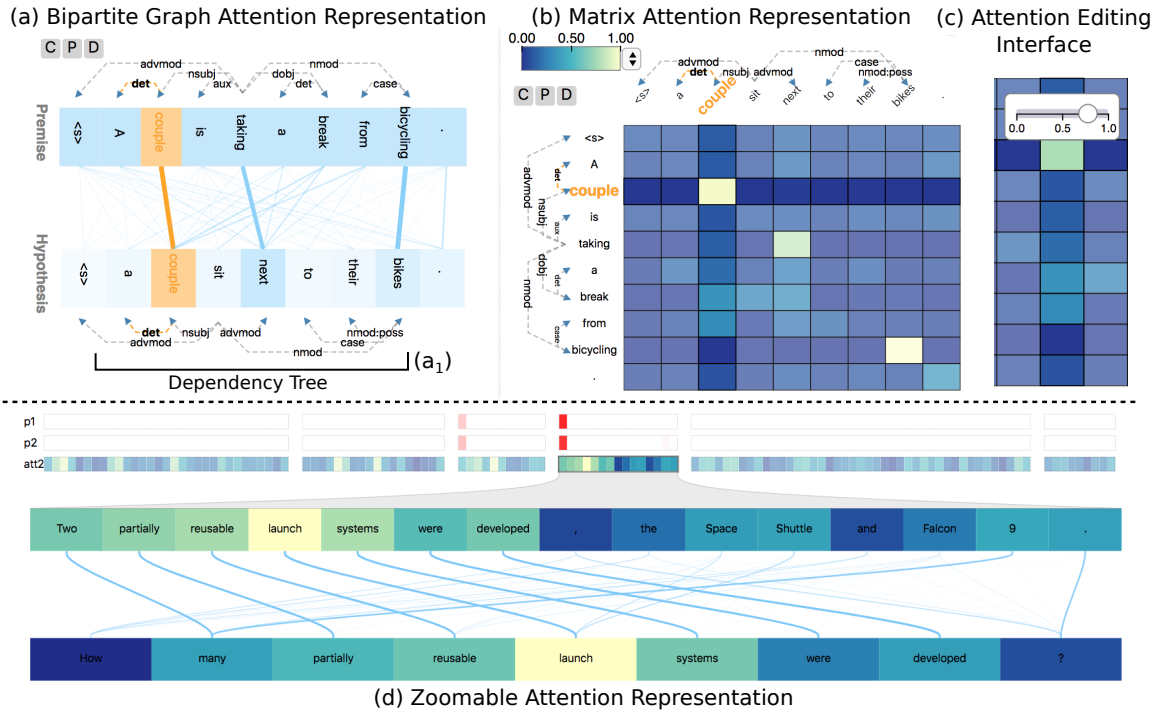 (a) Bipartite Graph Attention Representation
C P D
advmod
nsubj
dobj
nmod
det
aux
det
case
Premise
<s> A couple is taking a break from bicycling .
Hypothesis
<s> a couple sit next to their bikes .
det
nsubj
advmod
nmod:poss
advmod
case
nmod
(a1)
Dependency Tree
(b) Matrix Attention Representation
0.00 0.50 1.00
nmod
advmod
case
det
nsubj
advmod
nmod:poss
C P D
<s> a couple sit next to their bikes .
<s>
A
couple
is
taking
a
break
from
bicycling
.
advmod
det
nsubj
aux
dobj
det
nmod
case
(c) Attention Editing
Interface
0.0 1.0
p1
p2
att2
Two partially reusable launch systems were developed , the Space Shuttle and Falcon 9 .
How many partially reusable launch systems were developed ?
(d) Zoomable Attention Representation